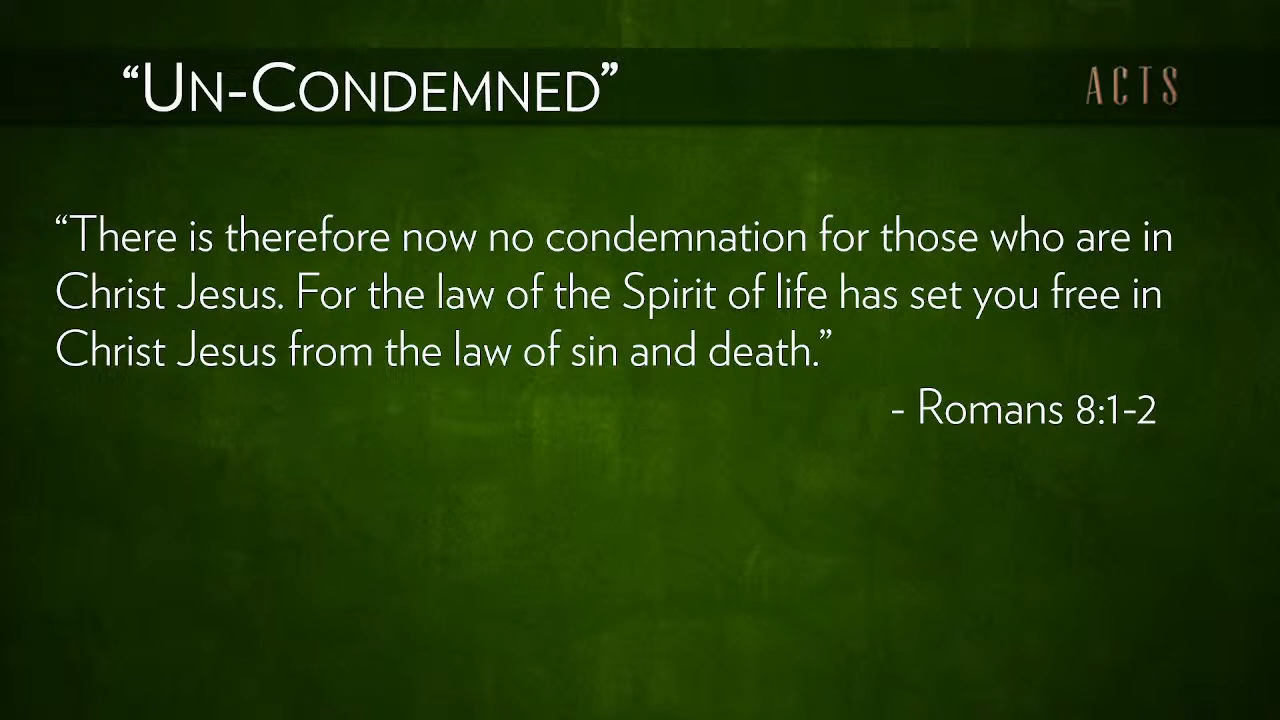 “Un-Condemned”
ACTS
“There is therefore now no condemnation for those who are in
Christ Jesus. For the law of the Spirit of life has set you free in
Christ Jesus from the law of sin and death.”
- Romans 8:1-2